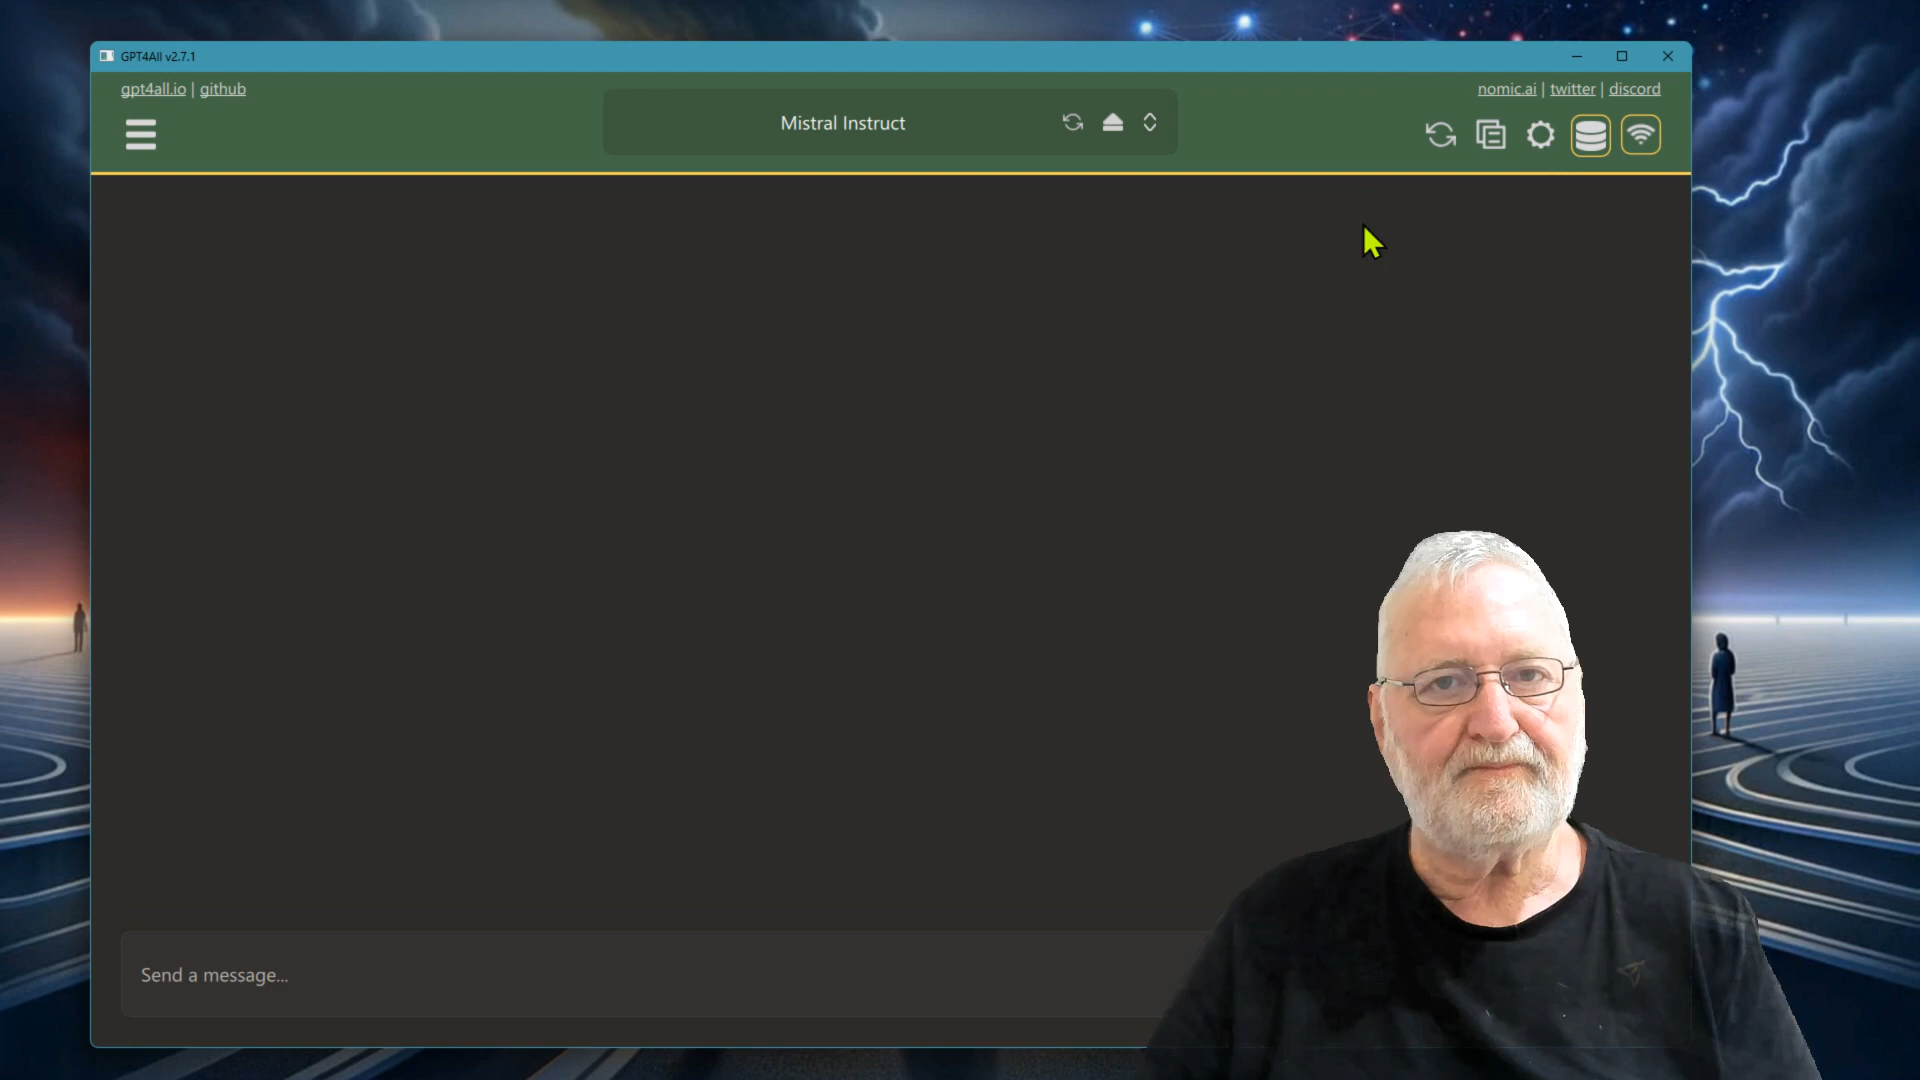 GPT4All v2.7.1
gpt4all.io | github
nomic.ai | twitter | discord
Mistral Instruct
Send a message...